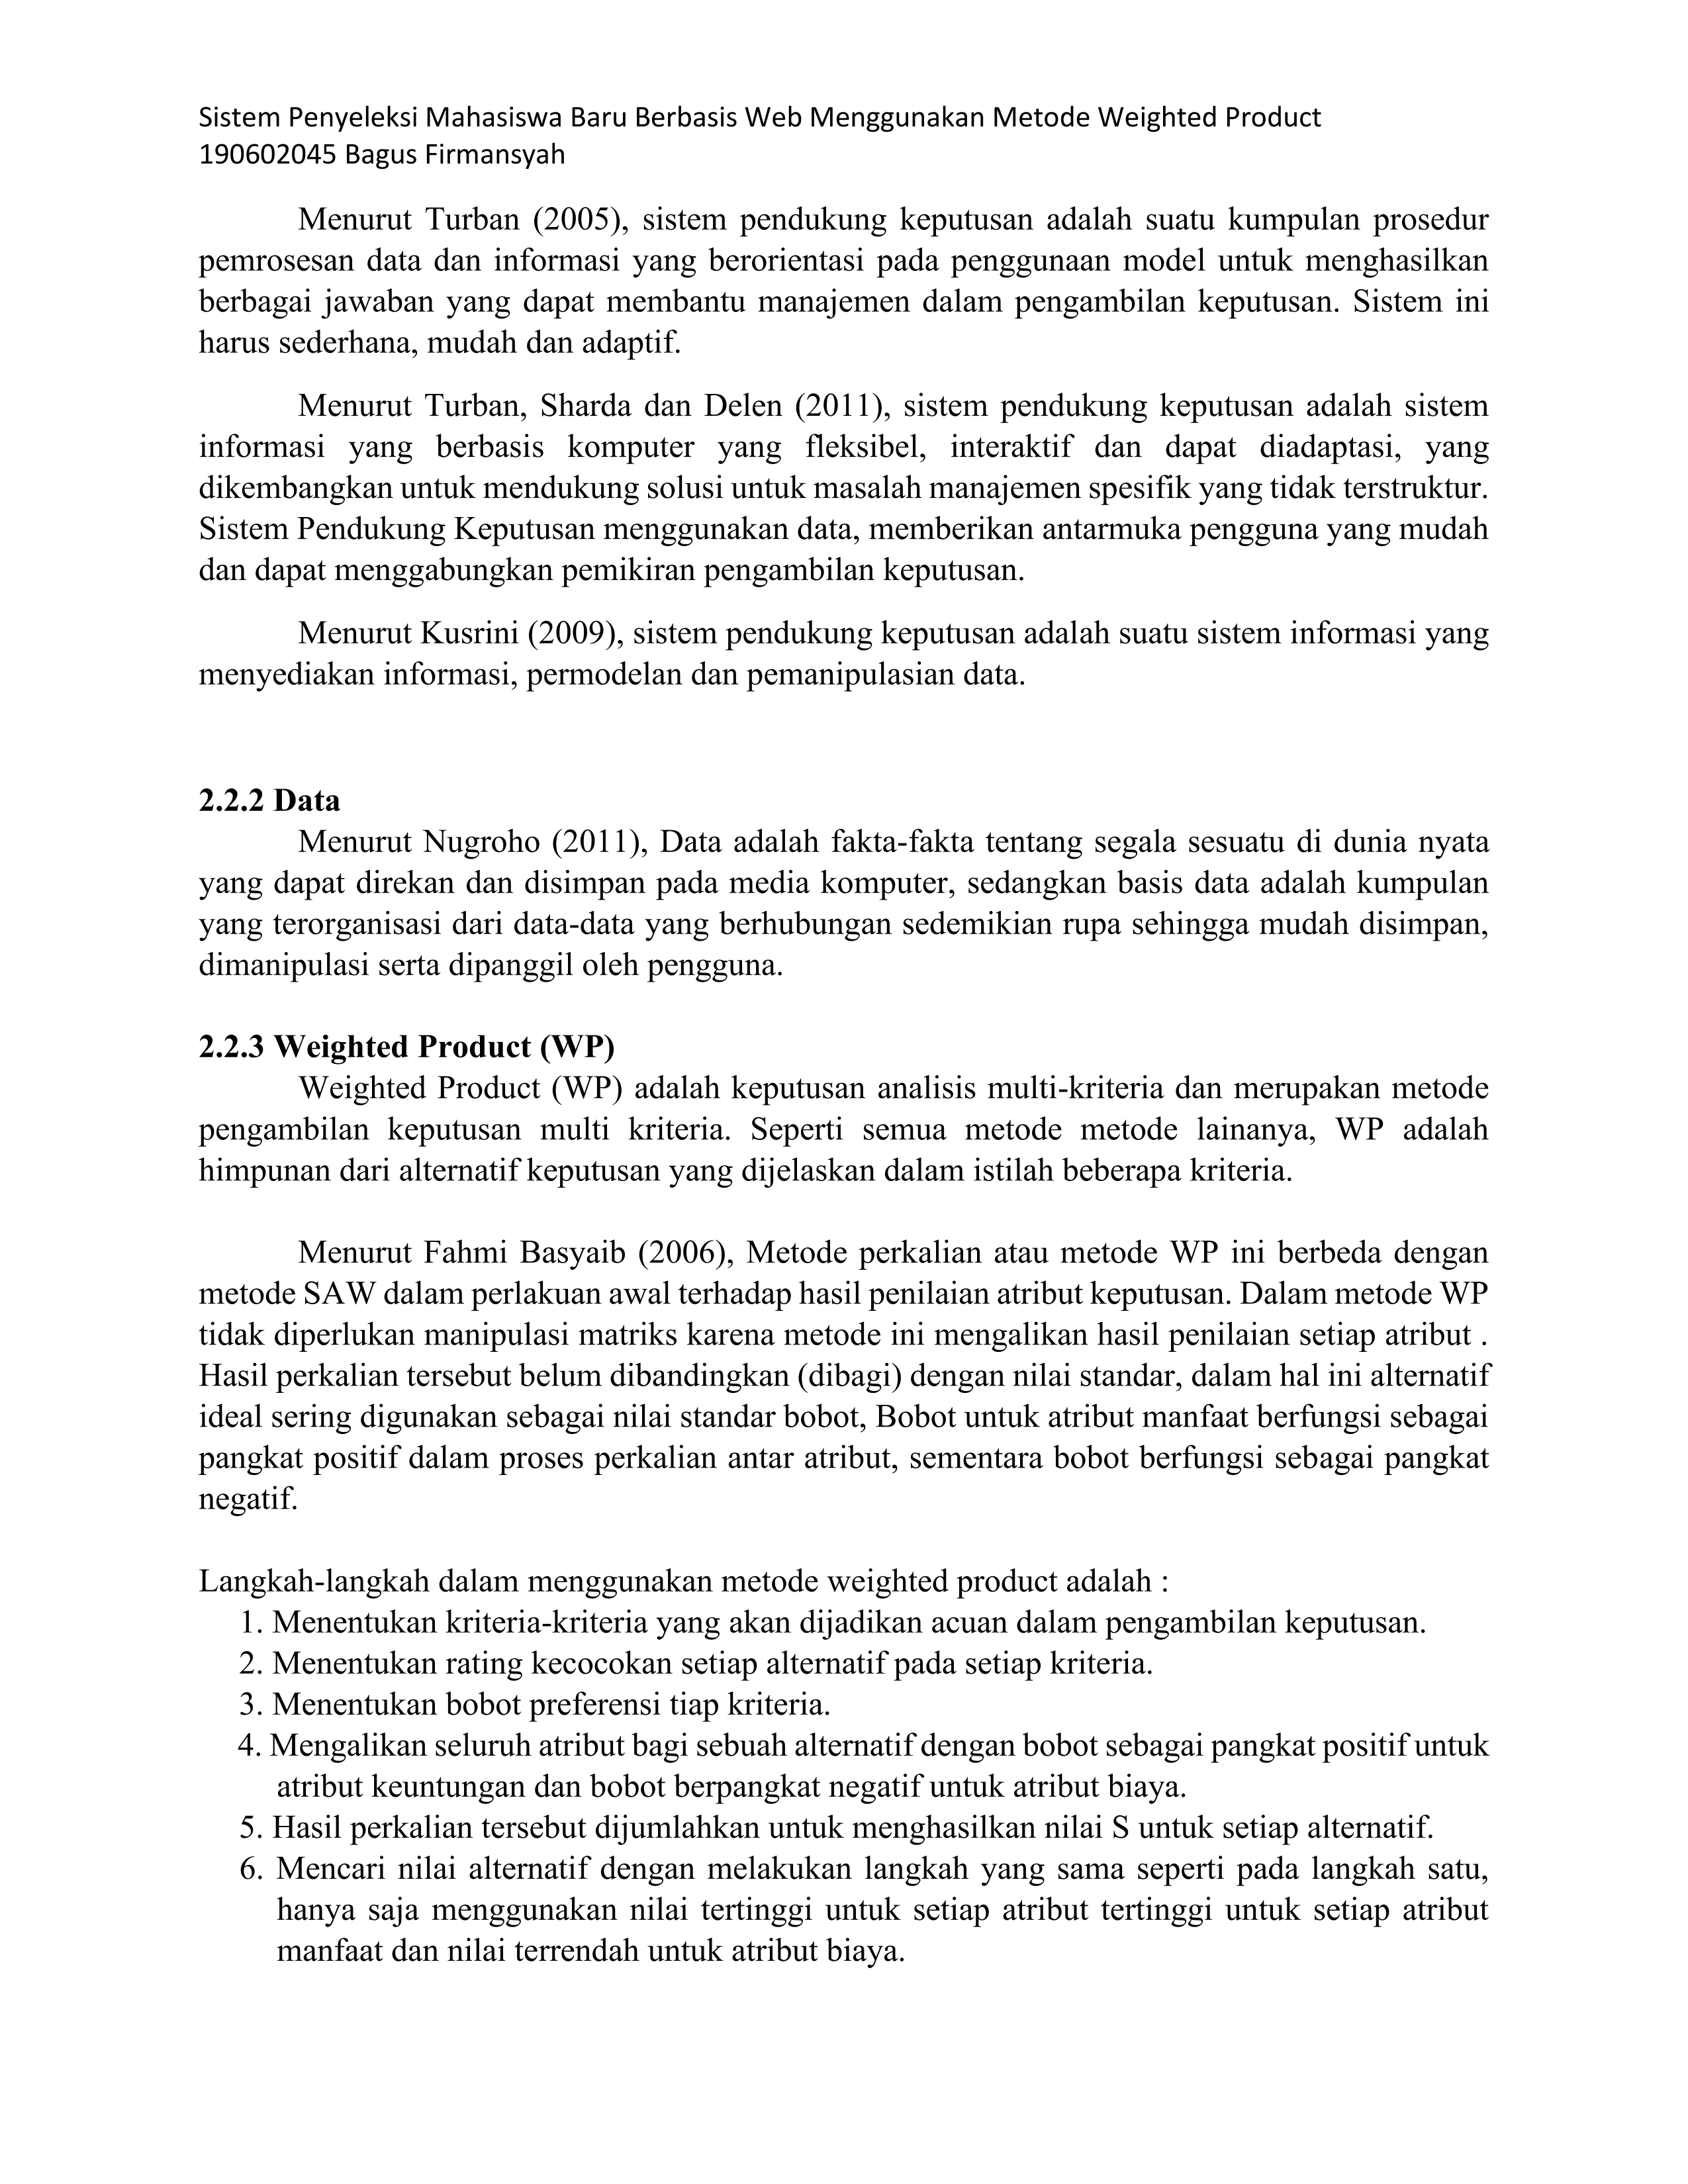 Sistem Penyeleksi Mahasiswa Baru Berbasis Web Menggunakan Metode Weighted Product
190602045 Bagus Firmansyah
Menurut Turban (2005), sistem pendukung keputusan adalah suatu kumpulan prosedur
pemrosesan data dan informasi yang berorientasi pada penggunaan model untuk menghasilkan
berbagai jawaban yang dapat membantu manajemen dalam pengambilan keputusan. Sistem ini
harus sederhana, mudah dan adaptif.
Menurut Turban, Sharda dan Delen (2011), sistem pendukung keputusan adalah sistem
informasi yang berbasis komputer yang fleksibel, interaktif dan dapat diadaptasi, yang
dikembangkan untuk mendukung solusi untuk masalah manajemen spesifik yang tidak terstruktur.
Sistem Pendukung Keputusan menggunakan data, memberikan antarmuka pengguna yang mudah
dan dapat menggabungkan pemikiran pengambilan keputusan.
Menurut Kusrini (2009), sistem pendukung keputusan adalah suatu sistem informasi yang
menyediakan informasi, permodelan dan pemanipulasian data.
2.2.2 Data
Menurut Nugroho (2011), Data adalah fakta-fakta tentang segala sesuatu di dunia nyata
yang dapat direkan dan disimpan pada media komputer, sedangkan basis data adalah kumpulan
yang terorganisasi dari data-data yang berhubungan sedemikian rupa sehingga mudah disimpan,
dimanipulasi serta dipanggil oleh pengguna.
2.2.3 Weighted Product (WP)
Weighted Product (WP) adalah keputusan analisis multi-kriteria dan merupakan metode
pengambilan keputusan multi kriteria. Seperti semua metode metode lainanya, WP adalah
himpunan dari alternatif keputusan yang dijelaskan dalam istilah beberapa kriteria.
Menurut Fahmi Basyaib (2006), Metode perkalian atau metode WP ini berbeda dengan
metode SAW dalam perlakuan awal terhadap hasil penilaian atribut keputusan. Dalam metode WP
tidak diperlukan manipulasi matriks karena metode ini mengalikan hasil penilaian setiap atribut .
Hasil perkalian tersebut belum dibandingkan (dibagi) dengan nilai standar, dalam hal ini alternatif
ideal sering digunakan sebagai nilai standar bobot, Bobot untuk atribut manfaat berfungsi sebagai
pangkat positif dalam proses perkalian antar atribut, sementara bobot berfungsi sebagai pangkat
negatif.
Langkah-langkah dalam menggunakan metode weighted product adalah :
1. Menentukan kriteria-kriteria yang akan dijadikan acuan dalam pengambilan keputusan.
2. Menentukan rating kecocokan setiap alternatif pada setiap kriteria.
3. Menentukan bobot preferensi tiap kriteria.
4. Mengalikan seluruh atribut bagi sebuah alternatif dengan bobot sebagai pangkat positif untuk
atribut keuntungan dan bobot berpangkat negatif untuk atribut biaya.
5. Hasil perkalian tersebut dijumlahkan untuk menghasilkan nilai S untuk setiap alternatif.
6. Mencari nilai alternatif dengan melakukan langkah yang sama seperti pada langkah satu,
hanya saja menggunakan nilai tertinggi untuk setiap atribut tertinggi untuk setiap atribut
manfaat dan nilai terrendah untuk atribut biaya.